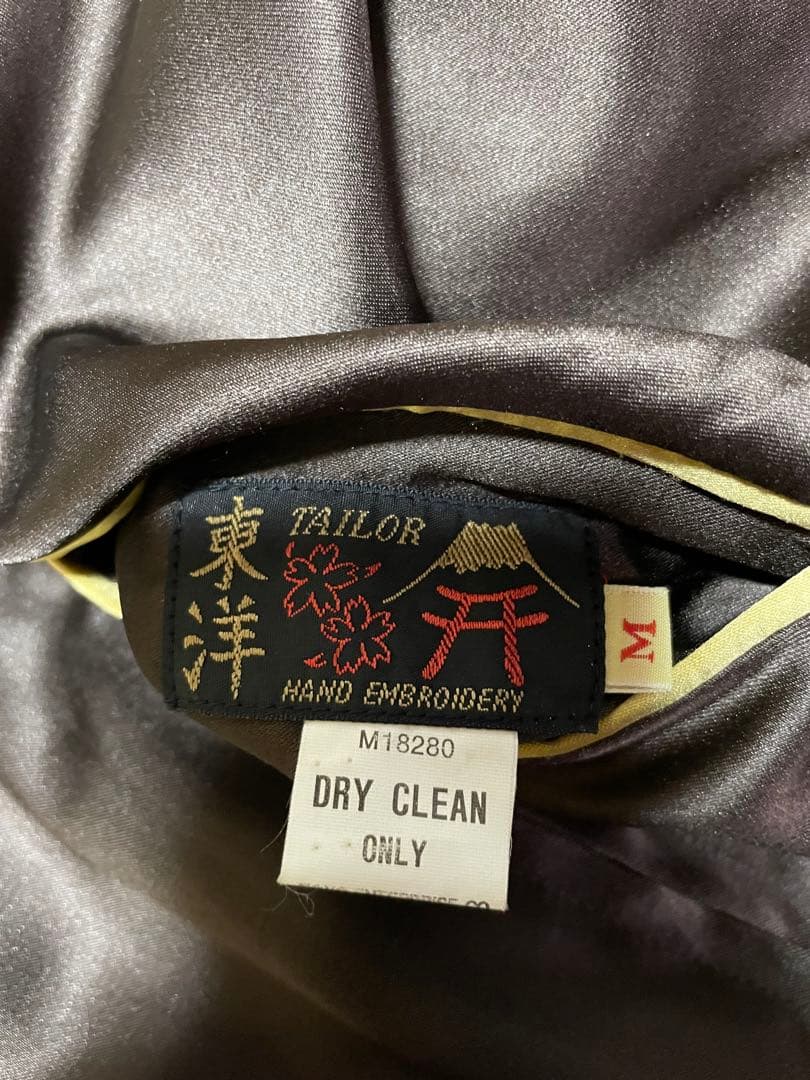 東洋
TAILOR
HAND EMBROIDERY
M
M18280
DRY CLEAN
ONLY